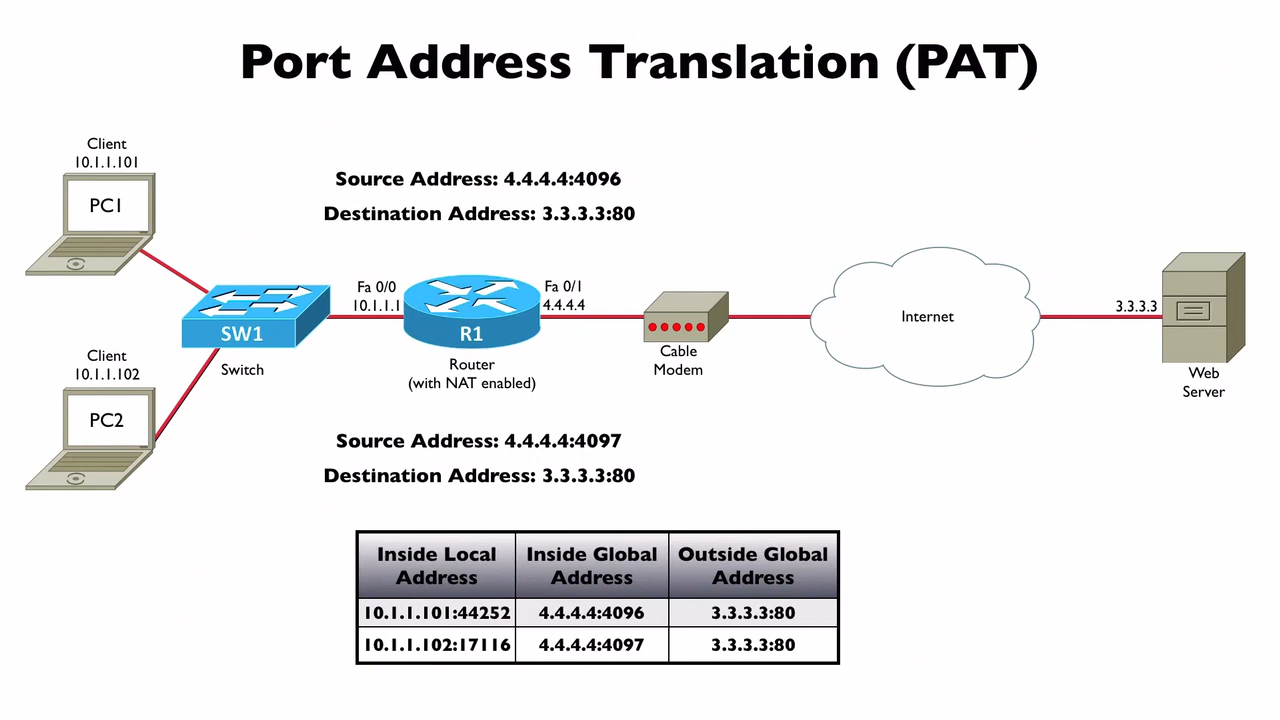 Port Address Translation (PAT)
Client
10.1.1.101
PC1
Source Address: 4.4.4.4:4096
Destination Address: 3.3.3.3:80
Fa 0/0
10.1.1.1
Fa 0/1
4.4.4.4
SW1
Switch
R1
Router
(with NAT enabled)
Cable
Modem
Internet
3.3.3.3
Web
Server
Client
10.1.1.102
PC2
Source Address: 4.4.4.4:4097
Destination Address: 3.3.3.3:80
Inside Local
Address
Inside Global
Address
Outside Global
Address
10.1.1.101:44252 4.4.4.4:4096 3.3.3.3:80
10.1.1.102:17116 4.4.4.4:4097 3.3.3.3:80